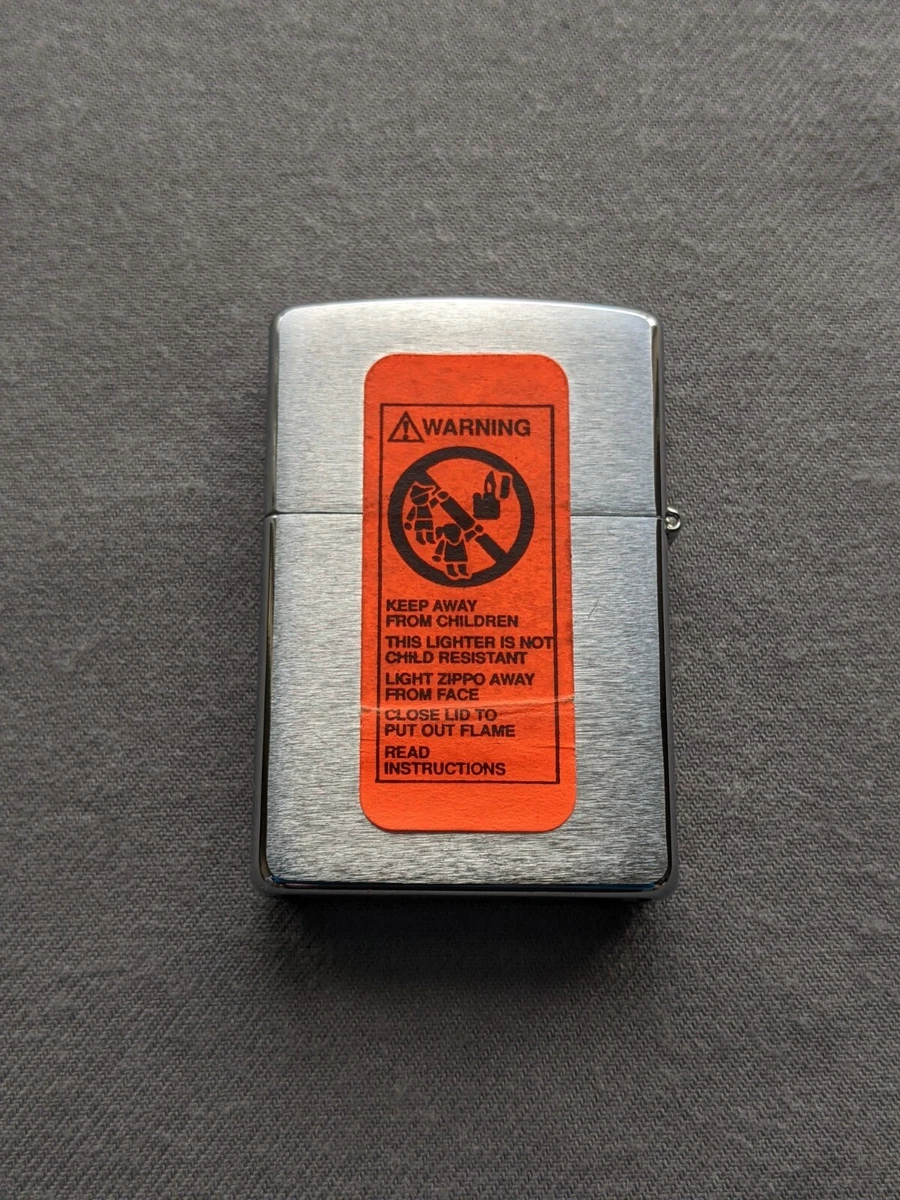 WARNING
KEEP AWAY
FROM CHILDREN
THIS LIGHTER IS NOT
CHILD RESISTANT
LIGHT ZIPPO AWAY
FROM FACE
CLOSE LID TO
PUT OUT FLAME
READ
INSTRUCTIONS